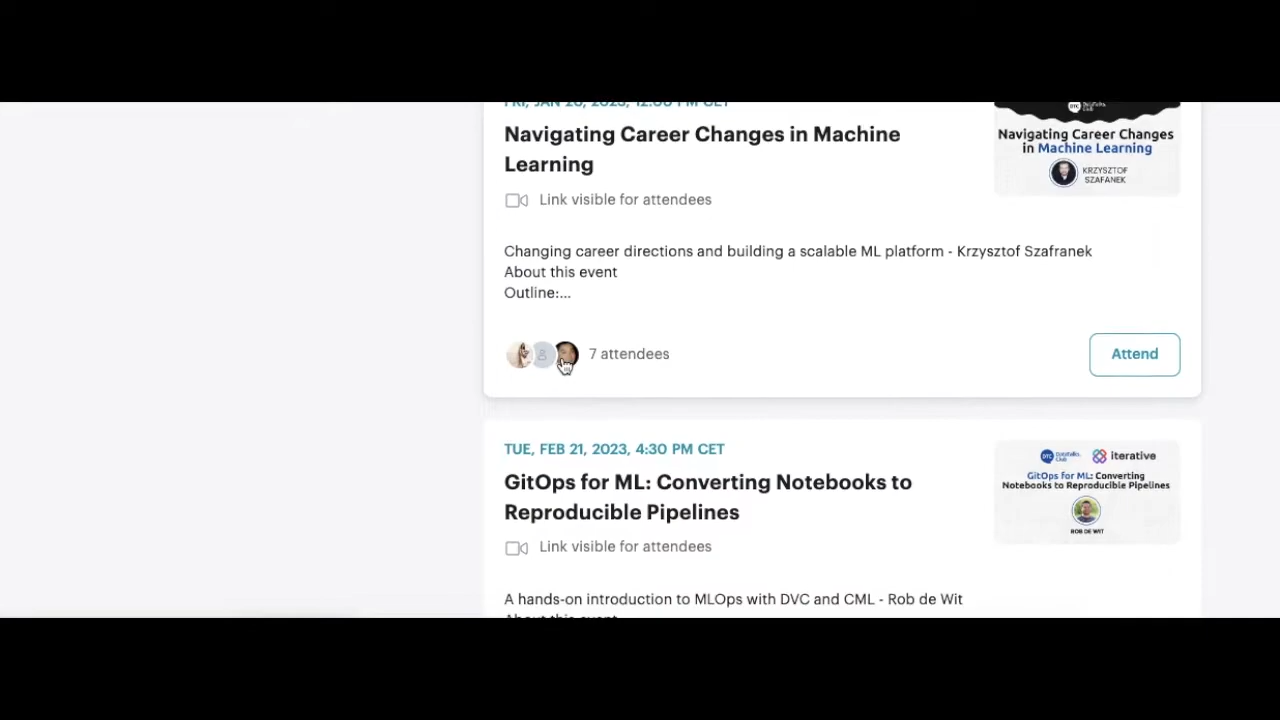 Navigating Career Changes in Machine
Learning
Link visible for attendees
Changing career directions and building a scalable ML platform - Krzysztof Szafranek
About this event
Outline:...
7 attendees
Attend
Navigating Career Changes
in Machine Learning
KRZYSZTOF
SZAFRANEK
TUE, FEB 21, 2023, 4:30 PM CET
GitOps for ML: Converting Notebooks to
Reproducible Pipelines
Link visible for attendees
A hands-on introduction to MLOps with DVC and CML - Rob de Wit
About this event
DTC
iterative
GitOps for ML: Converting
Notebooks to Reproducible Pipelines
ROB DE WIT